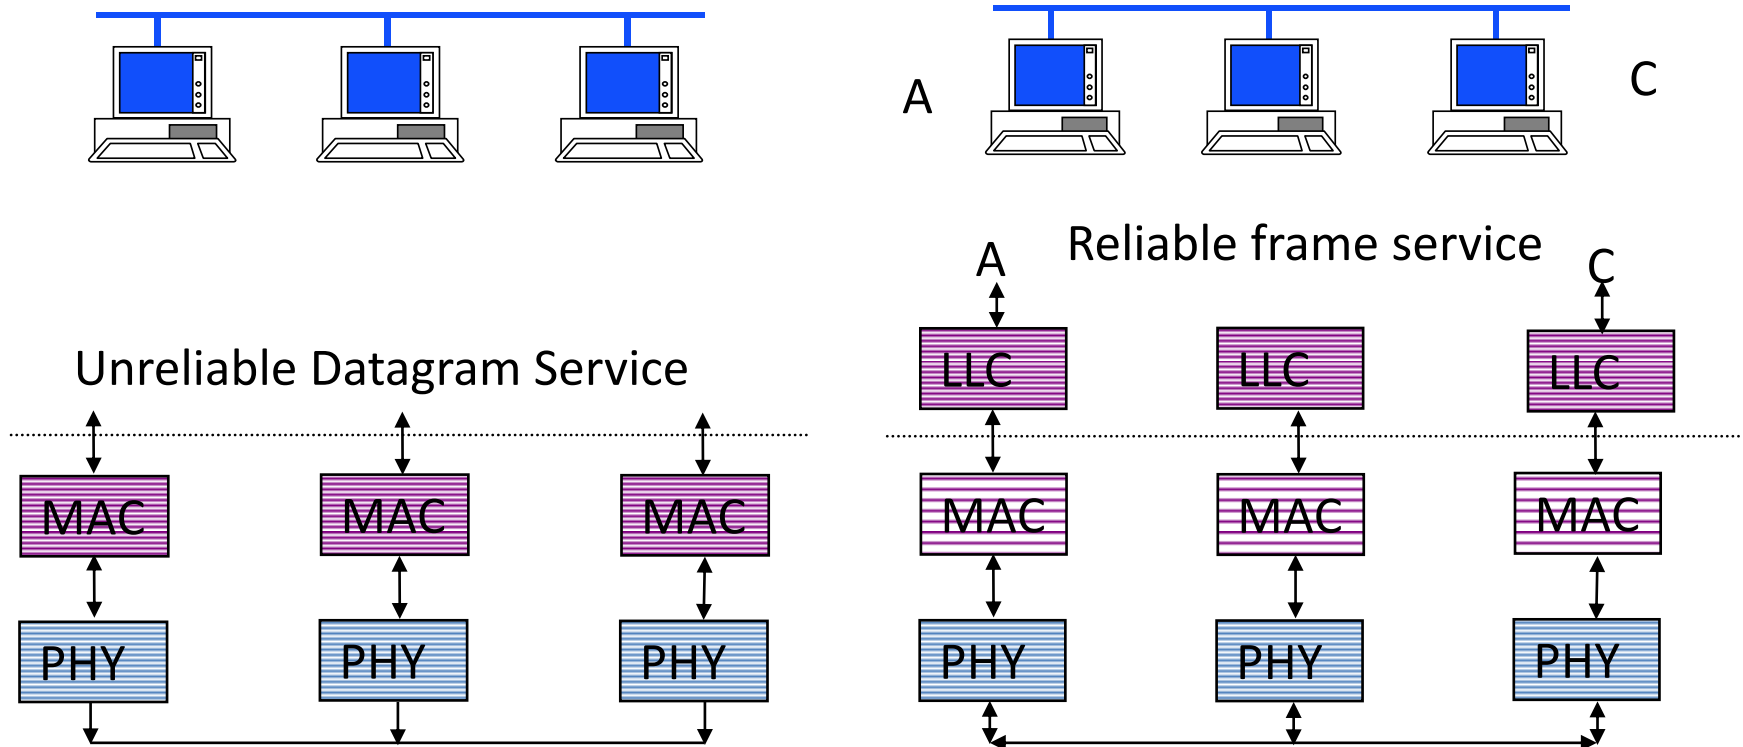 A
C
Unreliable Datagram Service
MAC
MAC
MAC
PHY
PHY
PHY
Reliable frame service
A
C
LLC
LLC
LLC
MAC
MAC
MAC
PHY
PHY
PHY